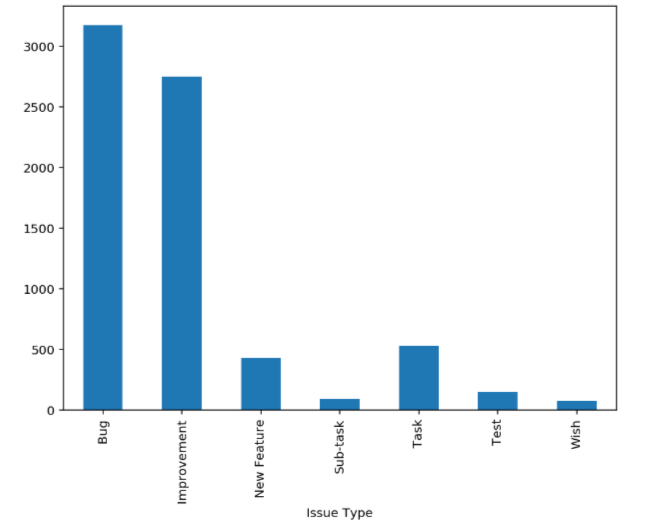 3000
2500
2000
1500
1000
500
0
Bug
Improvement
New Feature
Sub-task
Task
Test
Wish
Issue Type